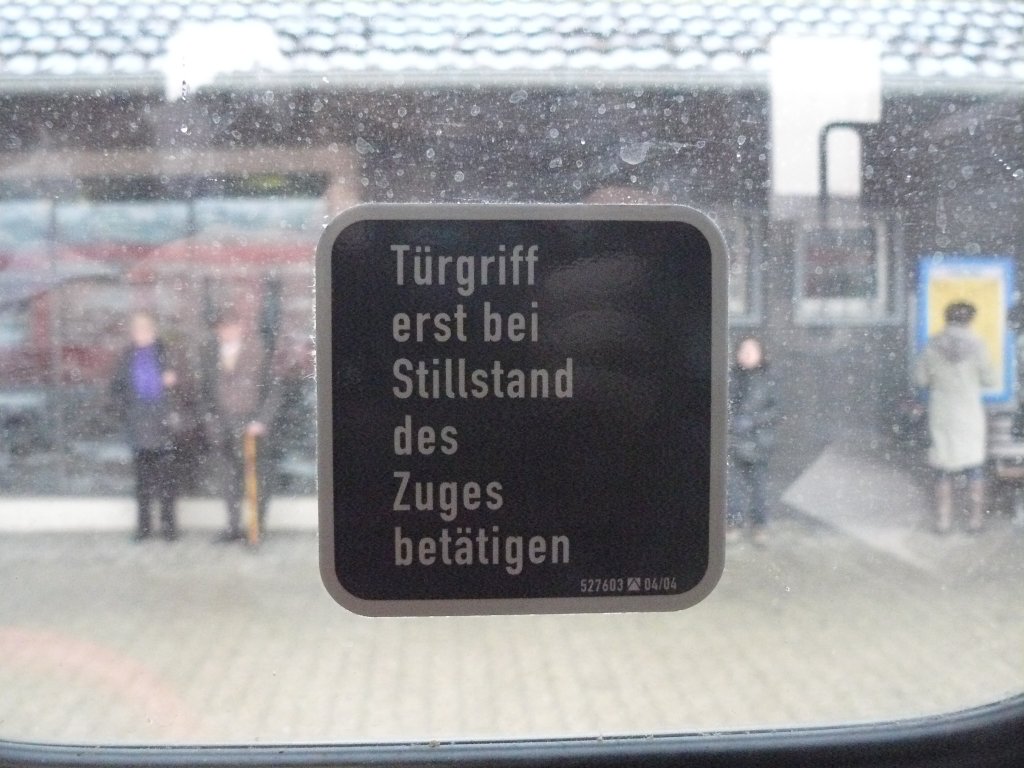 Türgriff
erst bei
Stillstand
des
Zuges
betätigen
527603 04/04